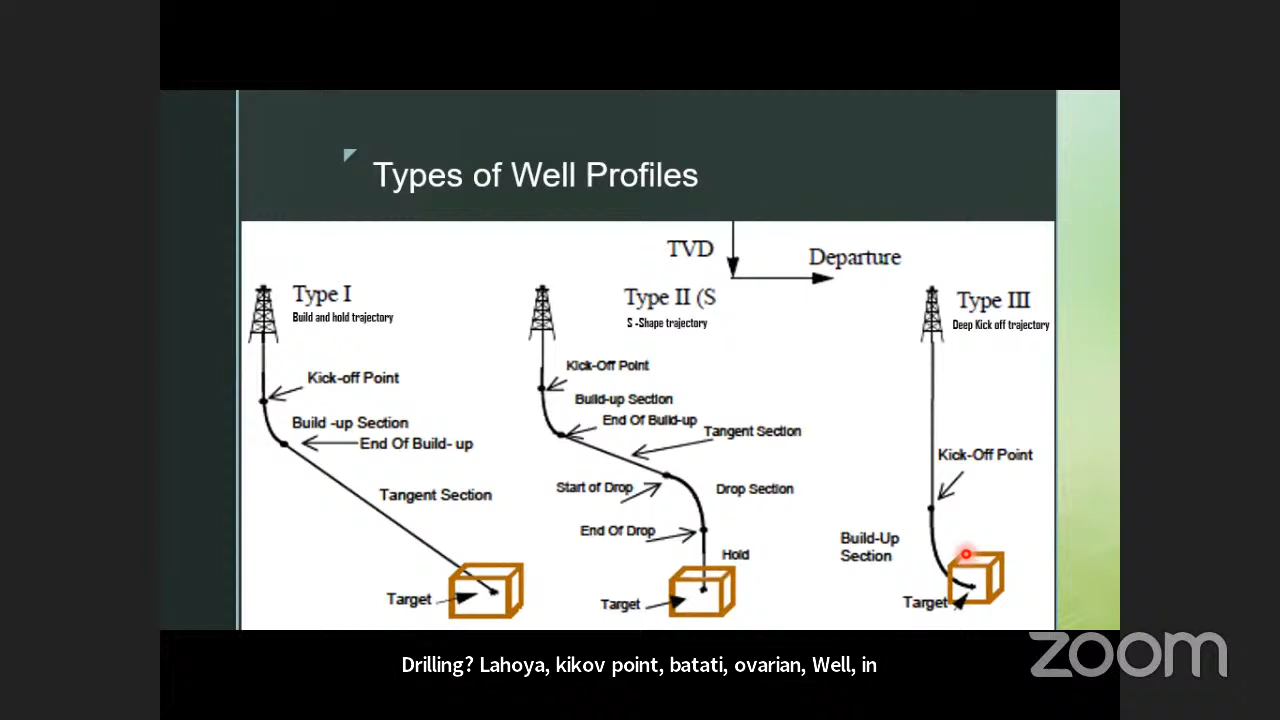 Types of Well Profiles
TVD
Departure
Type I
Build and hold trajectory
Kick-off Point
Build -up Section
End Of Build- up
Tangent Section
Target
Type II (S
S -Shape trajectory
Kick-Off Point
Build-up Section
End Of Build-up
Tangent Section
Start of Drop
Drop Section
End Of Drop
Hold
Target
Type III
Deep Kick off trajectory
Kick-Off Point
Build-Up
Section
Target
Drilling? Lahoya, kikov point, batati, ovarian, Well, in
zoom